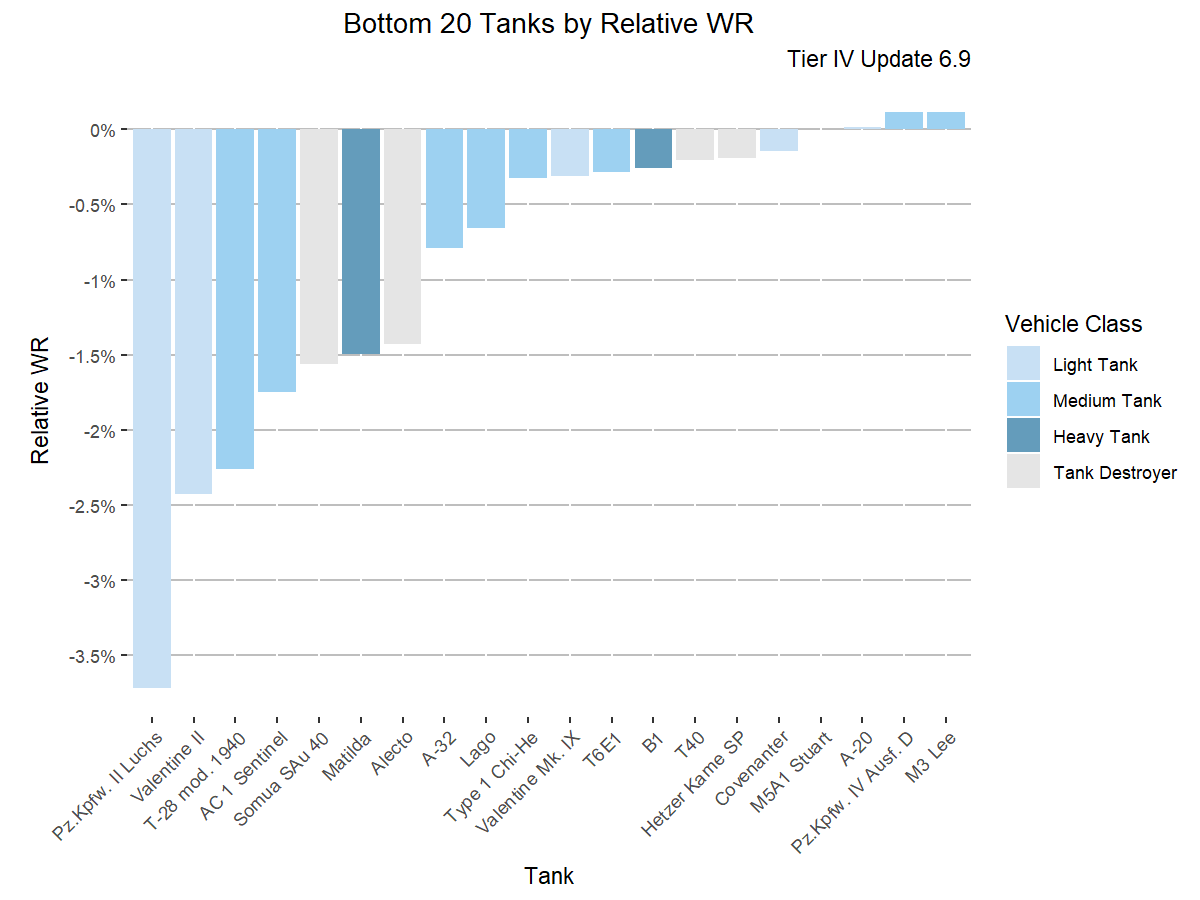 Bottom 20 Tanks by Relative WR
Tier IV Update 6.9
0%
-0.5%
-1%
-1.5%
-2%
-2.5%
-3%
-3.5%
Relative WR
Pz.Kpfw. II Luchs
Valentine II
T-28 mod. 1940
AC 1 Sentinel
Somua SAu 40
Matilda
Alecto
A-32
Lago
Type 1 Chi-He
Valentine Mk. IX
T6E1
B1
T40
Hetzer Kame SP
Covenanter
M5A1 Stuart
A-20
Pz.Kpfw. IV Ausf. D
M3 Lee
Tank
Vehicle Class
Light Tank
Medium Tank
Heavy Tank
Tank Destroyer